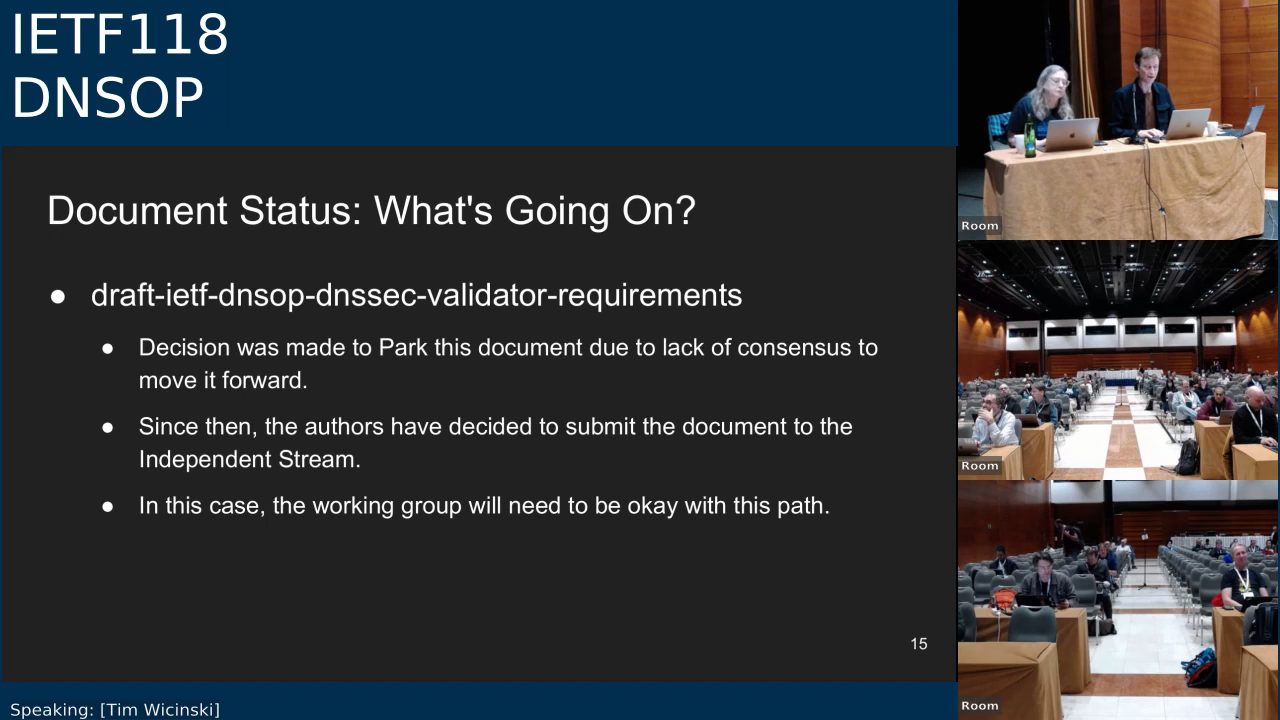 IETF118
DNSOP
Document Status: What's Going On?
● draft-ietf-dnsop-dnssec-validator-requirements
● Decision was made to Park this document due to lack of consensus to
move it forward.
● Since then, the authors have decided to submit the document to the
Independent Stream.
● In this case, the working group will need to be okay with this path.
15
Speaking: [Tim Wicinski]
Room
Room
Room